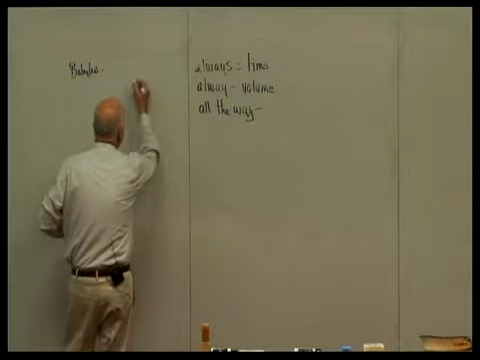 Babylon-
always = time
alway - volume
all the way -